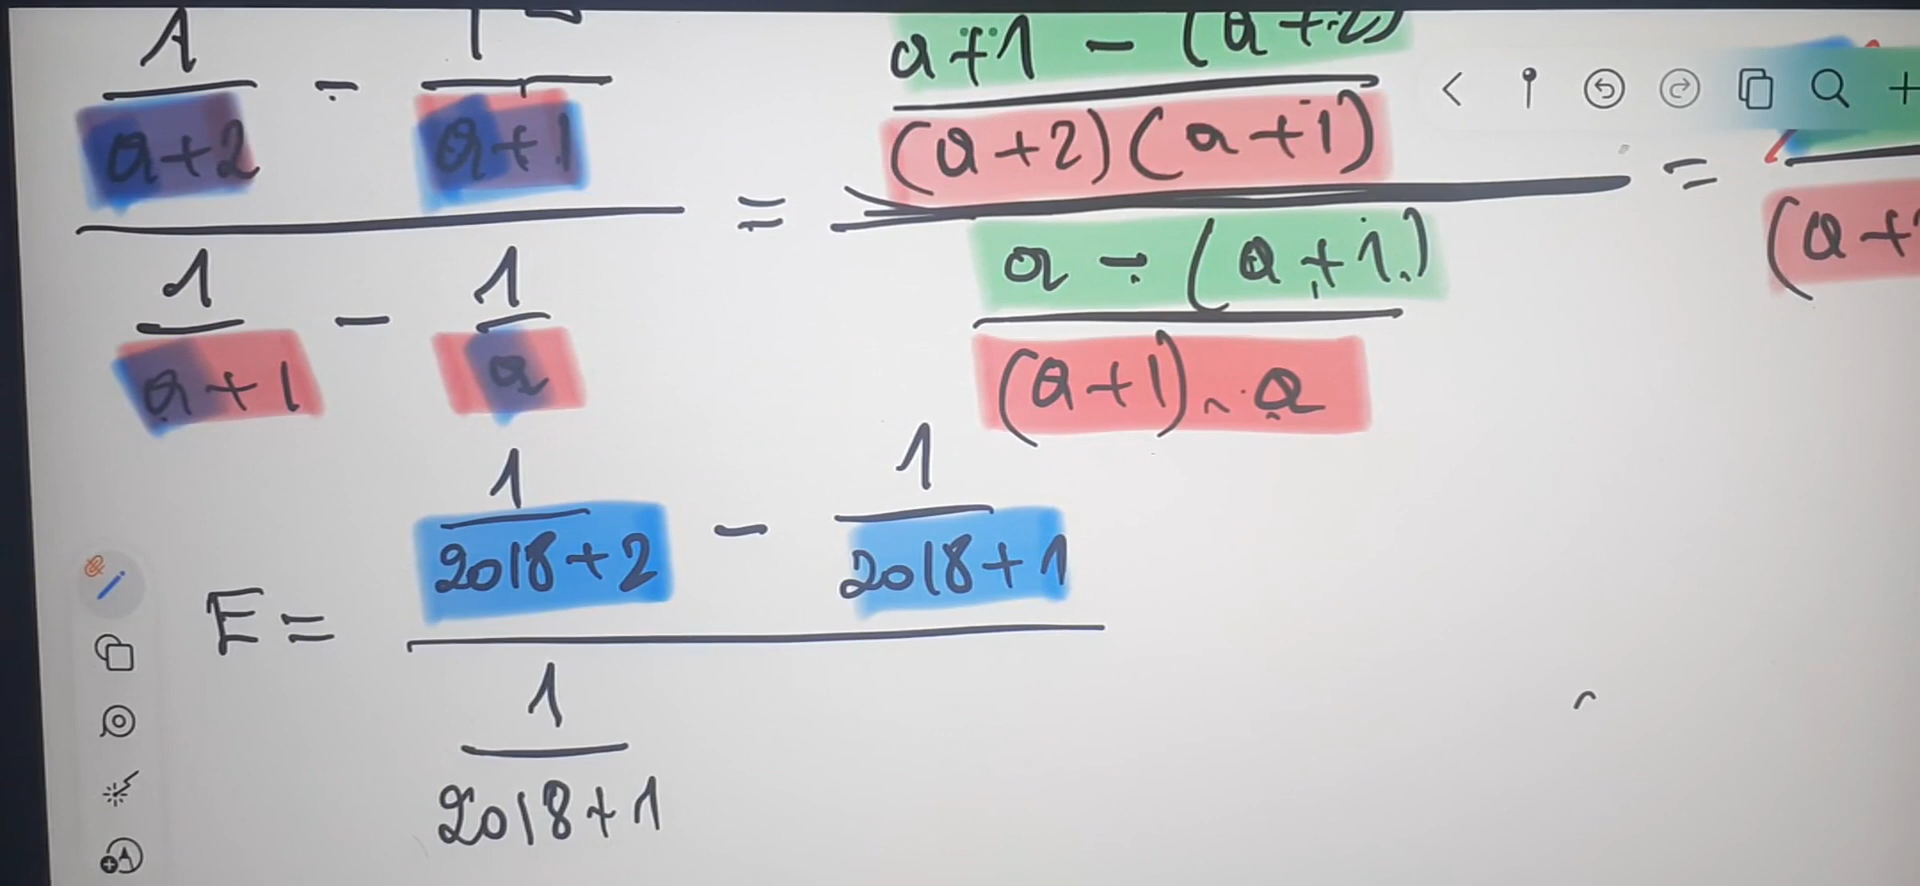 1/(a+2) - 1/(a+1) = a+1 - (a+2) / (a+2)(a+1) =
1/(a+1) - 1/a a - (a+1) / (a+1) . a (a+
E = 1/(2018+2) - 1/(2018+1)
1/(2018+1)